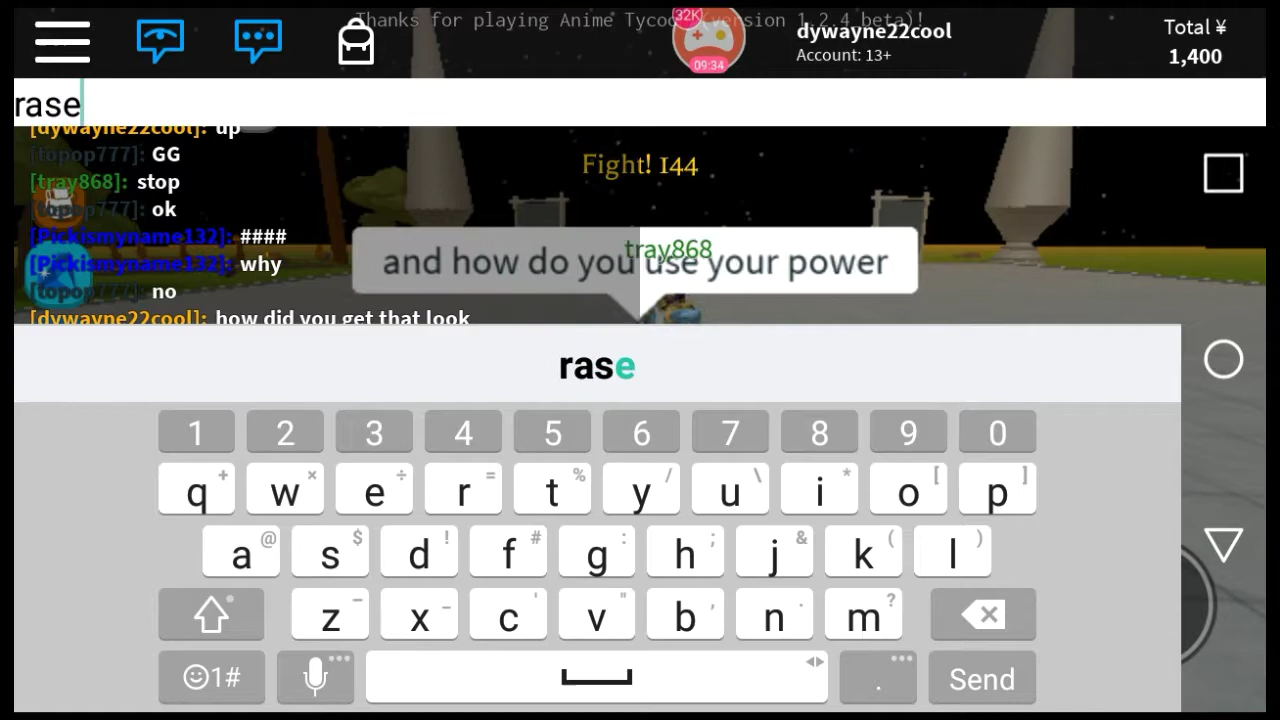 Thanks for playing Anime Tycoon (version 1.2.4 beta)!
32K
09:34
dywayne22cool
Account: 13+
Total ¥
1,400
rase
[dywayne22cool]: up
[topop777]: GG
[tray868]: stop
[topop777]: ok
[Pickismyname132]: ####
[Pickismyname132]: why
[topop777]: no
[dywayne22cool]: how did you get that look
Fight! 144
tray868
and how do you use your power
rase
1 2 3 4 5 6 7 8 9 0
q + w × e ÷ r = t % y / u \ i * o [ p ]
a @ s $ d ! f # g : h ; j & k ( l )
z - x _ c ' v " b , n . m ?
1# . Send